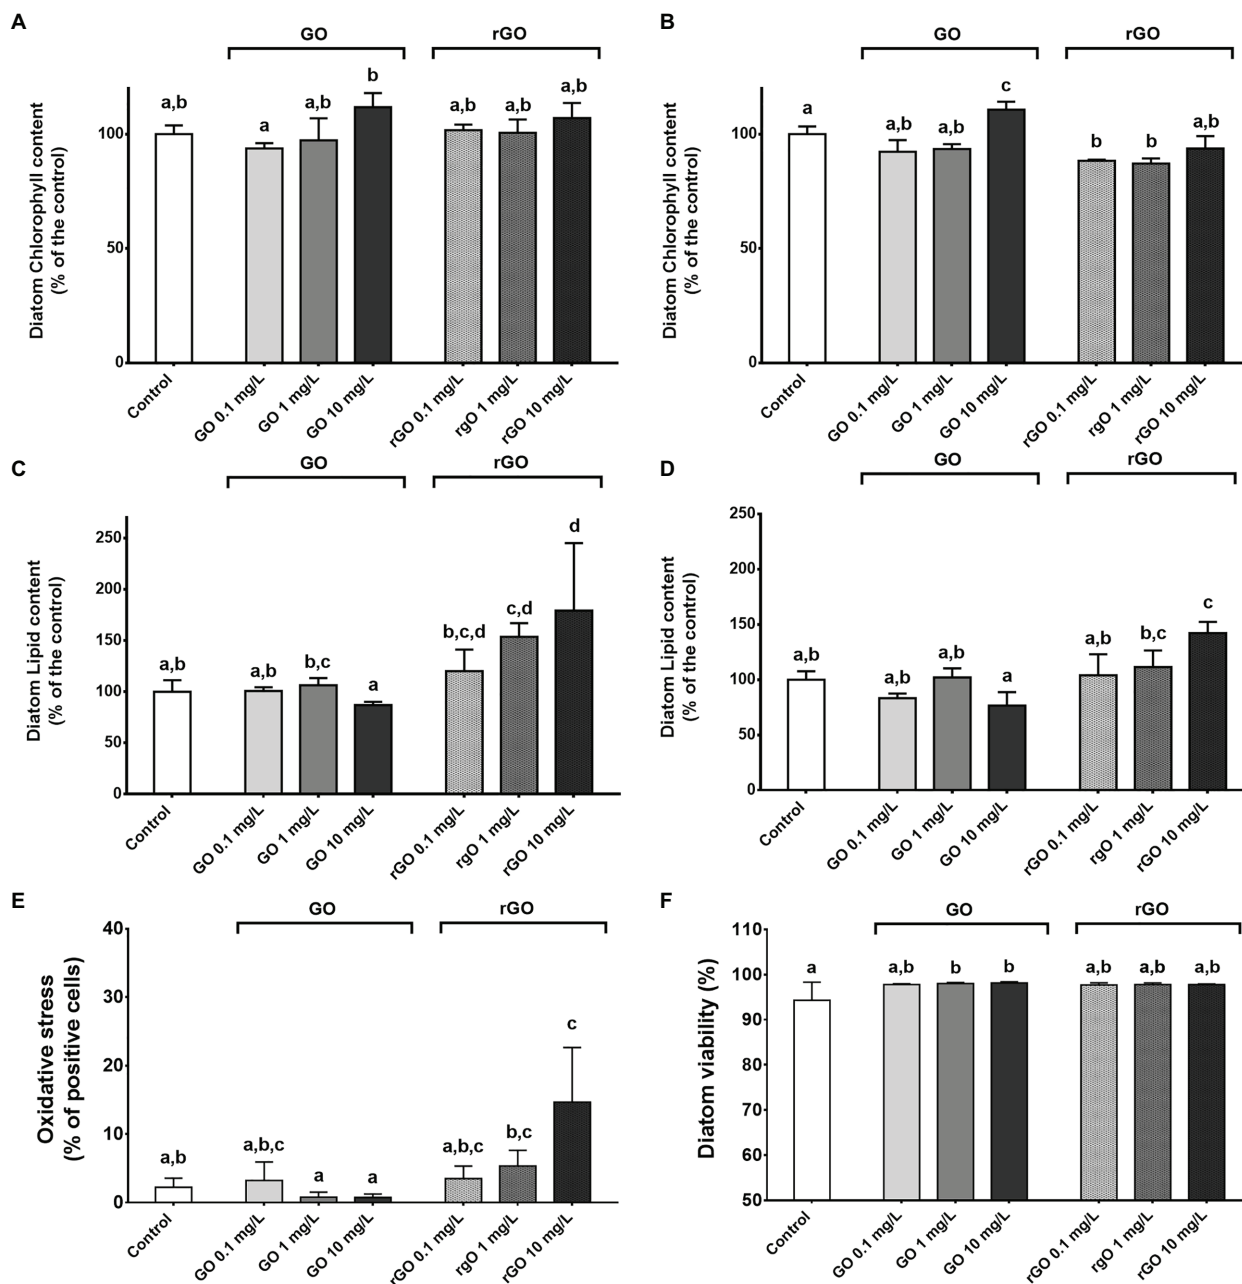 A
GO
rGO
Diatom Chlorophyll content
(% of the control)
100
50
0
a,b
a
a,b
b
a,b
a,b
a,b
Control
GO 0.1 mg/L
GO 1 mg/L
GO 10 mg/L
rGO 0.1 mg/L
rgO 1 mg/L
rGO 10 mg/L
B
GO
rGO
Diatom Chlorophyll content
(% of the control)
100
50
0
a
a,b
a,b
c
b
b
a,b
Control
GO 0.1 mg/L
GO 1 mg/L
GO 10 mg/L
rGO 0.1 mg/L
rgO 1 mg/L
rGO 10 mg/L
C
GO
rGO
Diatom Lipid content
(% of the control)
250
200
150
100
50
0
a,b
a,b
b,c
a
b,c,d
c,d
d
Control
GO 0.1 mg/L
GO 1 mg/L
GO 10 mg/L
rGO 0.1 mg/L
rgO 1 mg/L
rGO 10 mg/L
D
GO
rGO
Diatom Lipid content
(% of the control)
250
200
150
100
50
0
a,b
a,b
a,b
a
a,b
b,c
c
Control
GO 0.1 mg/L
GO 1 mg/L
GO 10 mg/L
rGO 0.1 mg/L
rgO 1 mg/L
rGO 10 mg/L
E
GO
rGO
Oxidative stress
(% of positive cells)
40
30
20
10
0
a,b
a,b,c
a
a
a,b,c
b,c
c
Control
GO 0.1 mg/L
GO 1 mg/L
GO 10 mg/L
rGO 0.1 mg/L
rgO 1 mg/L
rGO 10 mg/L
F
GO
rGO
Diatom viability (%)
110
100
90
80
70
60
50
a
a,b
b
b
a,b
a,b
a,b
Control
GO 0.1 mg/L
GO 1 mg/L
GO 10 mg/L
rGO 0.1 mg/L
rgO 1 mg/L
rGO 10 mg/L